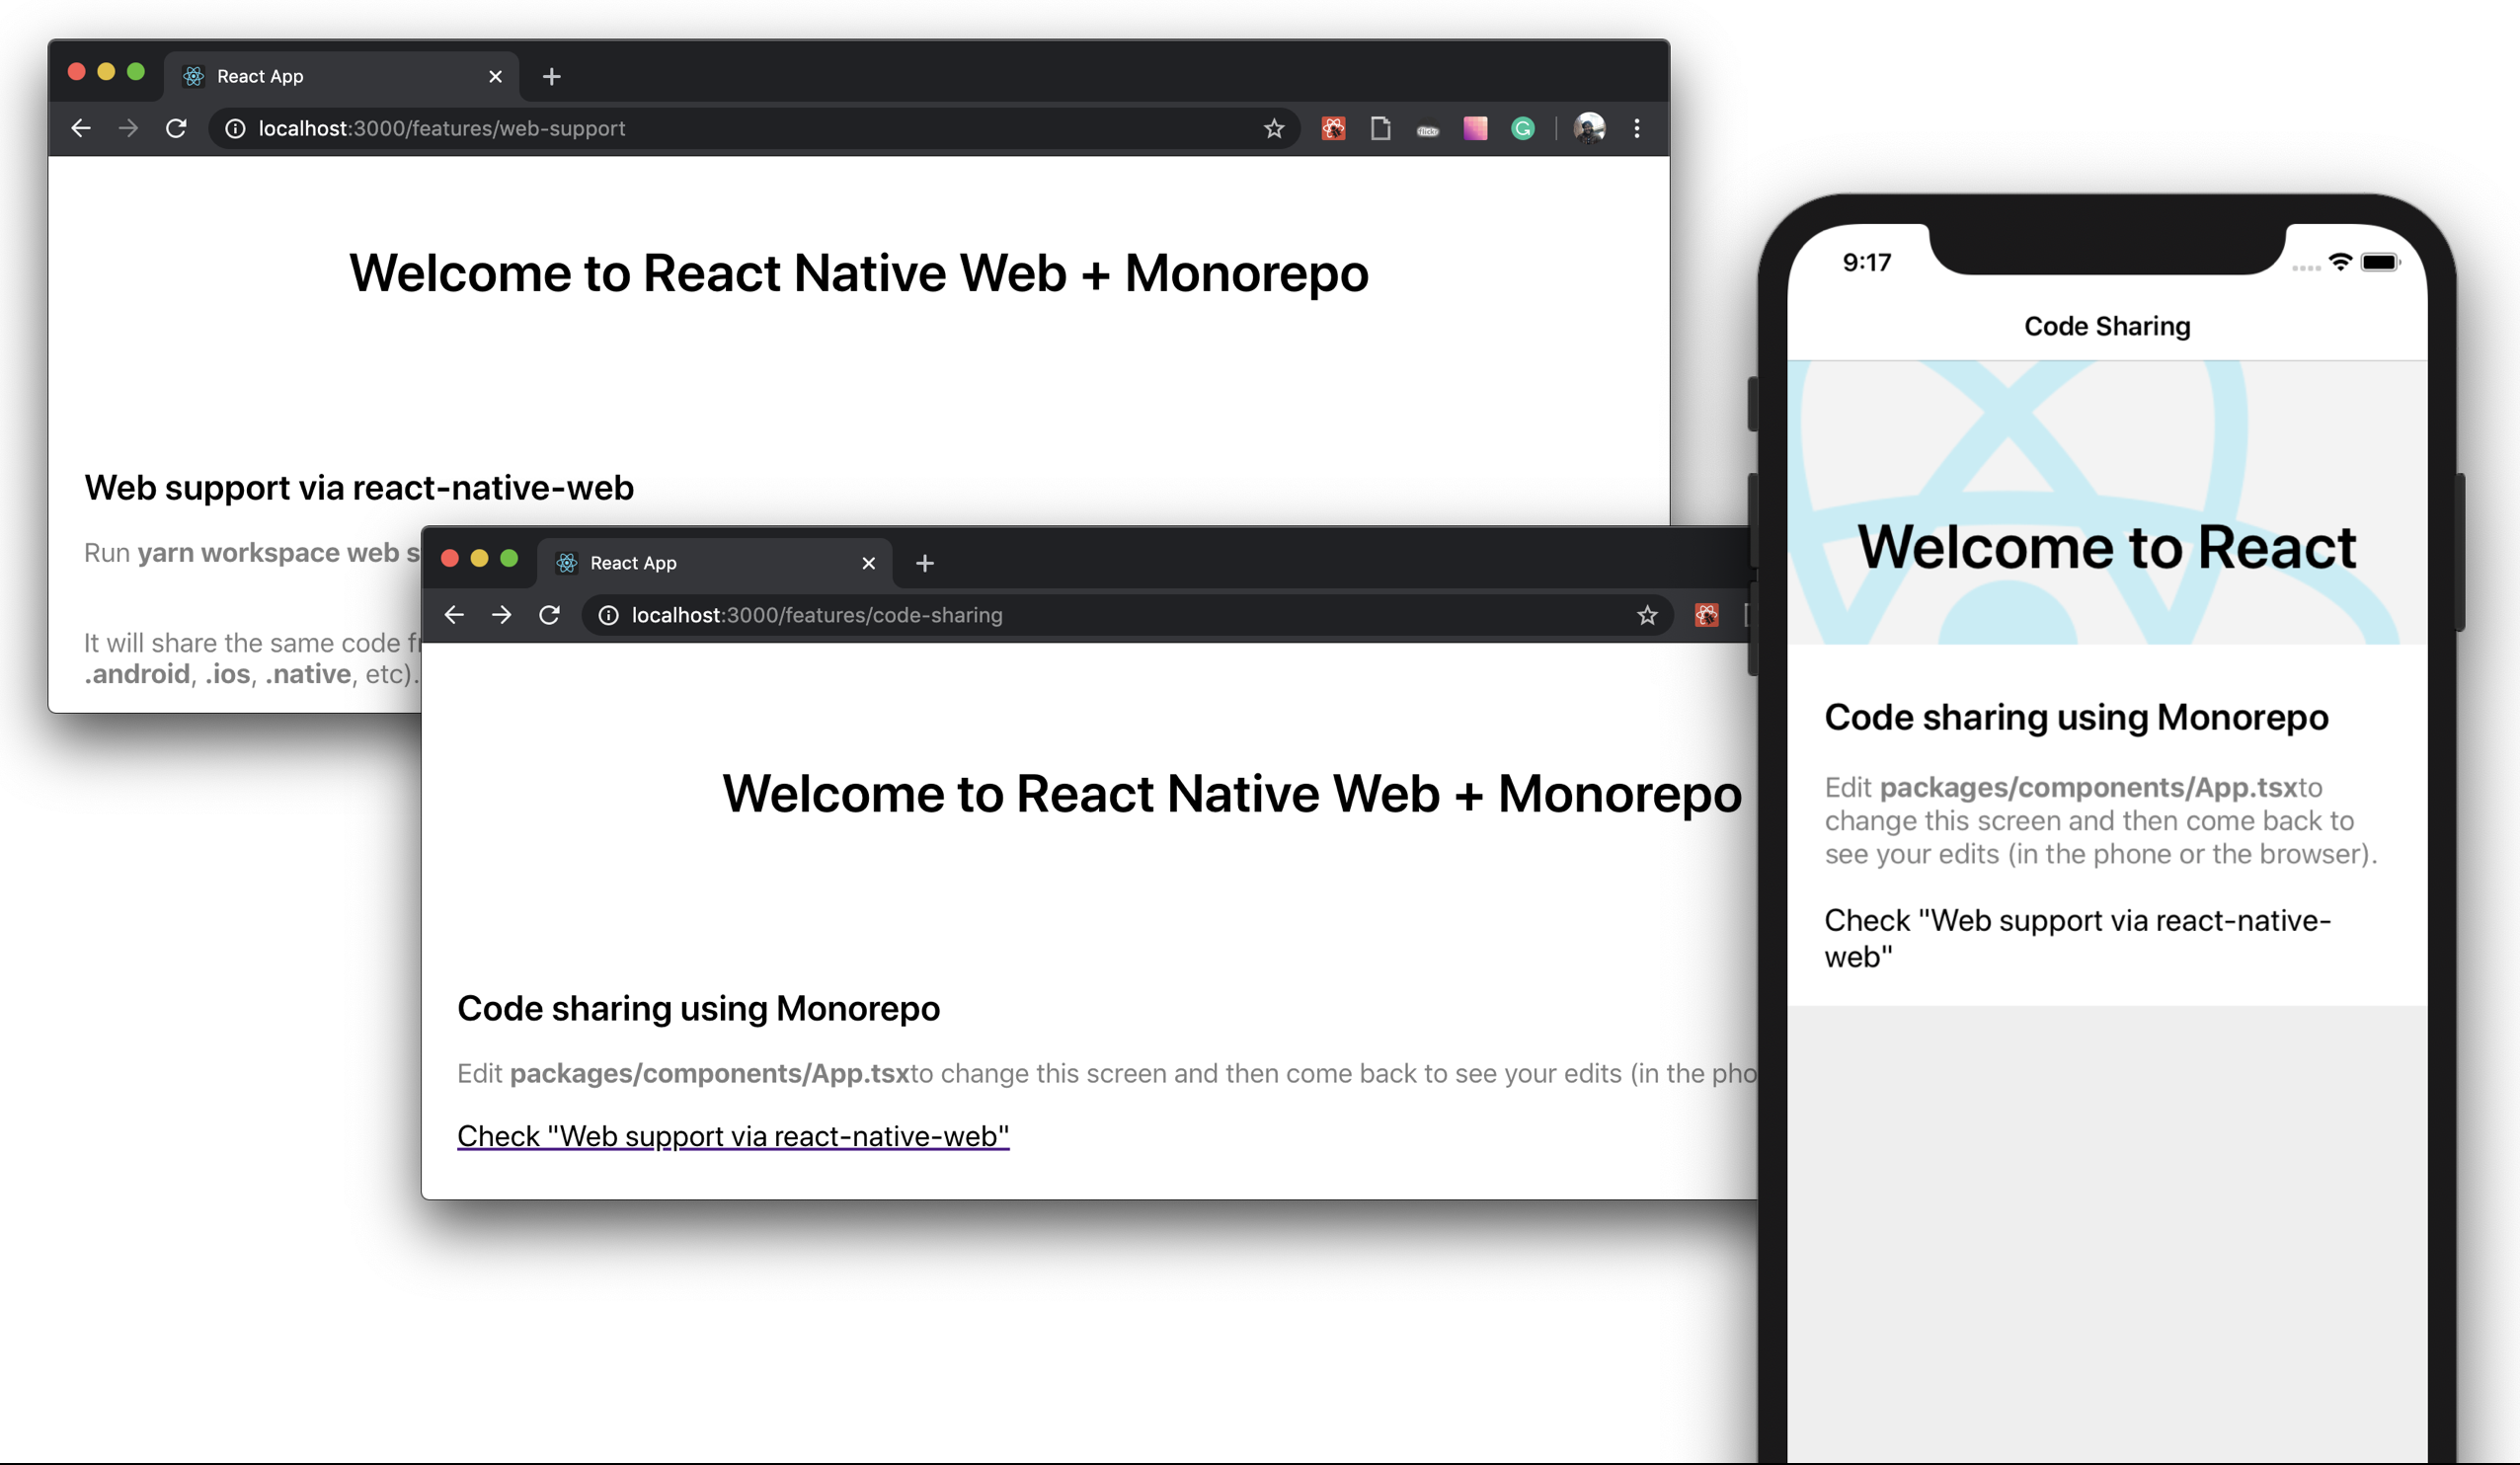 React App
localhost:3000/features/web-support
flickr
Welcome to React Native Web + Monorepo
Web support via react-native-web
Run yarn workspace web s
It will share the same code f
.android, .ios, .native, etc).
React App
localhost:3000/features/code-sharing
Welcome to React Native Web + Monorepo
Code sharing using Monorepo
Edit packages/components/App.tsxto change this screen and then come back to see your edits (in the pho
Check "Web support via react-native-web"
9:17
Code Sharing
Welcome to React
Code sharing using Monorepo
Edit packages/components/App.tsxto
change this screen and then come back to
see your edits (in the phone or the browser).
Check "Web support via react-native-
web"